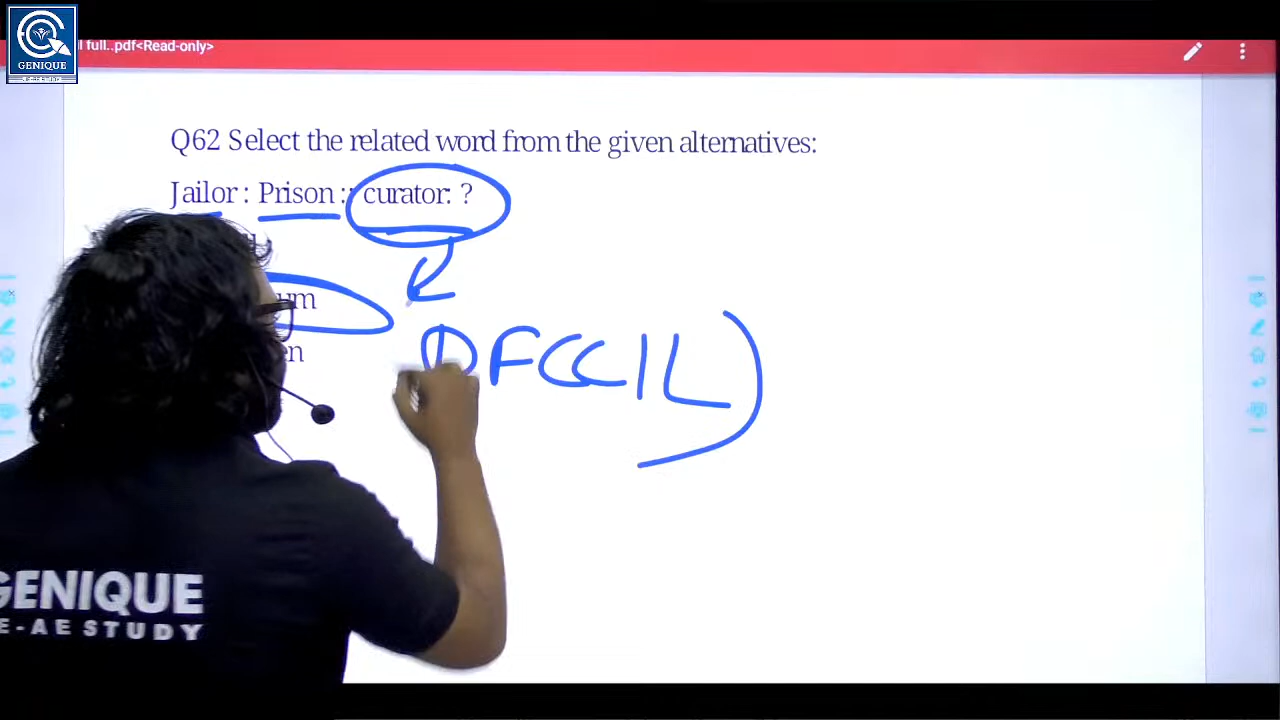 GENIQUE
full..pdf<Read-only>
Q62 Select the related word from the given alternatives:
Jailor : Prison :: curator: ?
um
en
DFCCIL)
GENIQUE
E-AE STUDY